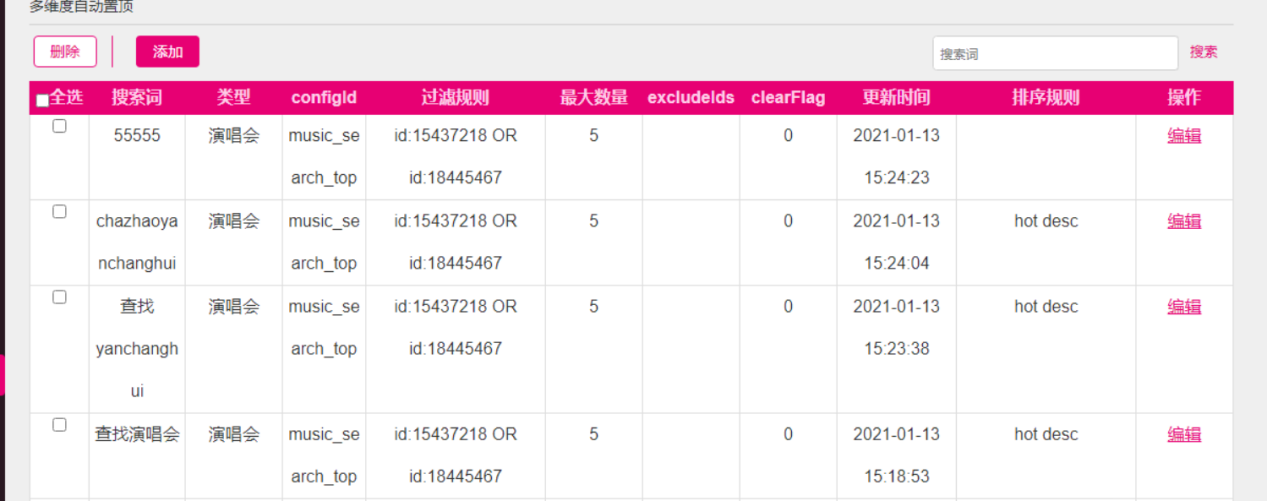 多维度自动置顶
删除 添加 搜索词 搜索
全选 搜索词 类型 configId 过滤规则 最大数量 excludeIds clearFlag 更新时间 排序规则 操作
55555 演唱会 music_se id:15437218 OR 5 0 2021-01-13 编辑
arch_top id:18445467 15:24:23
chazhaoya 演唱会 music_se id:15437218 OR 5 0 2021-01-13 hot desc 编辑
nchanghui arch_top id:18445467 15:24:04
查找 演唱会 music_se id:15437218 OR 5 0 2021-01-13 hot desc 编辑
yanchangh arch_top id:18445467 15:23:38
ui
查找演唱会 演唱会 music_se id:15437218 OR 5 0 2021-01-13 hot desc 编辑
arch_top id:18445467 15:18:53